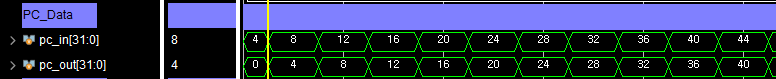 PC_Data
pc_in[31:0] 8 4 8 12 16 20 24 28 32 36 40 44
pc_out[31:0] 4 0 4 8 12 16 20 24 28 32 36 40